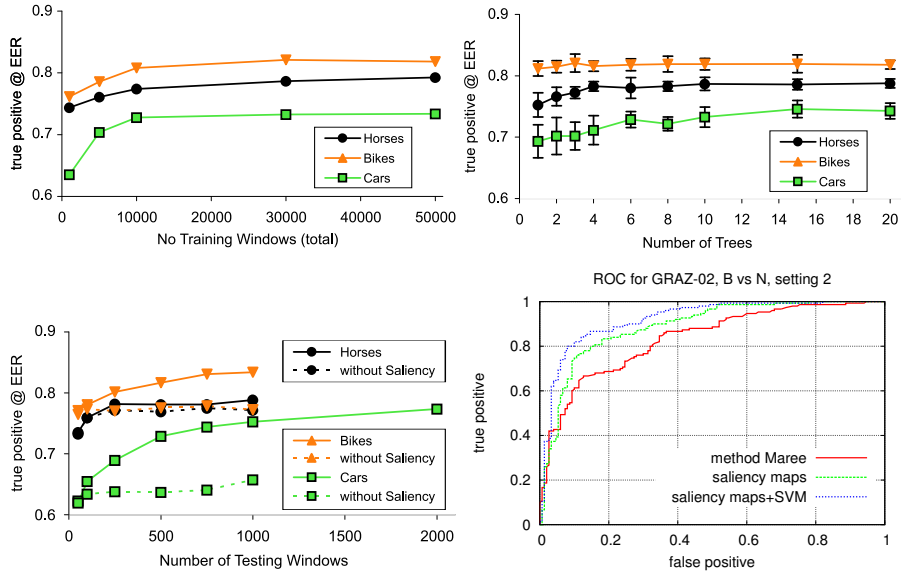 true positive @ EER
0.9
0.8
0.7
0.6
0
10000
20000
30000
40000
50000
No Training Windows (total)
Horses
Bikes
Cars
true positive @ EER
0.9
0.8
0.7
0.6
0
2
4
6
8
10
12
14
16
18
20
Number of Trees
Horses
Bikes
Cars
true positive @ EER
0.9
0.8
0.7
0.6
0
500
1000
1500
2000
Number of Testing Windows
Horses
without Saliency
Bikes
without Saliency
Cars
without Saliency
ROC for GRAZ-02, B vs N, setting 2
true positive
1
0.8
0.6
0.4
0.2
0
0
0.2
0.4
0.6
0.8
1
false positive
method Maree
saliency maps
saliency maps+SVM